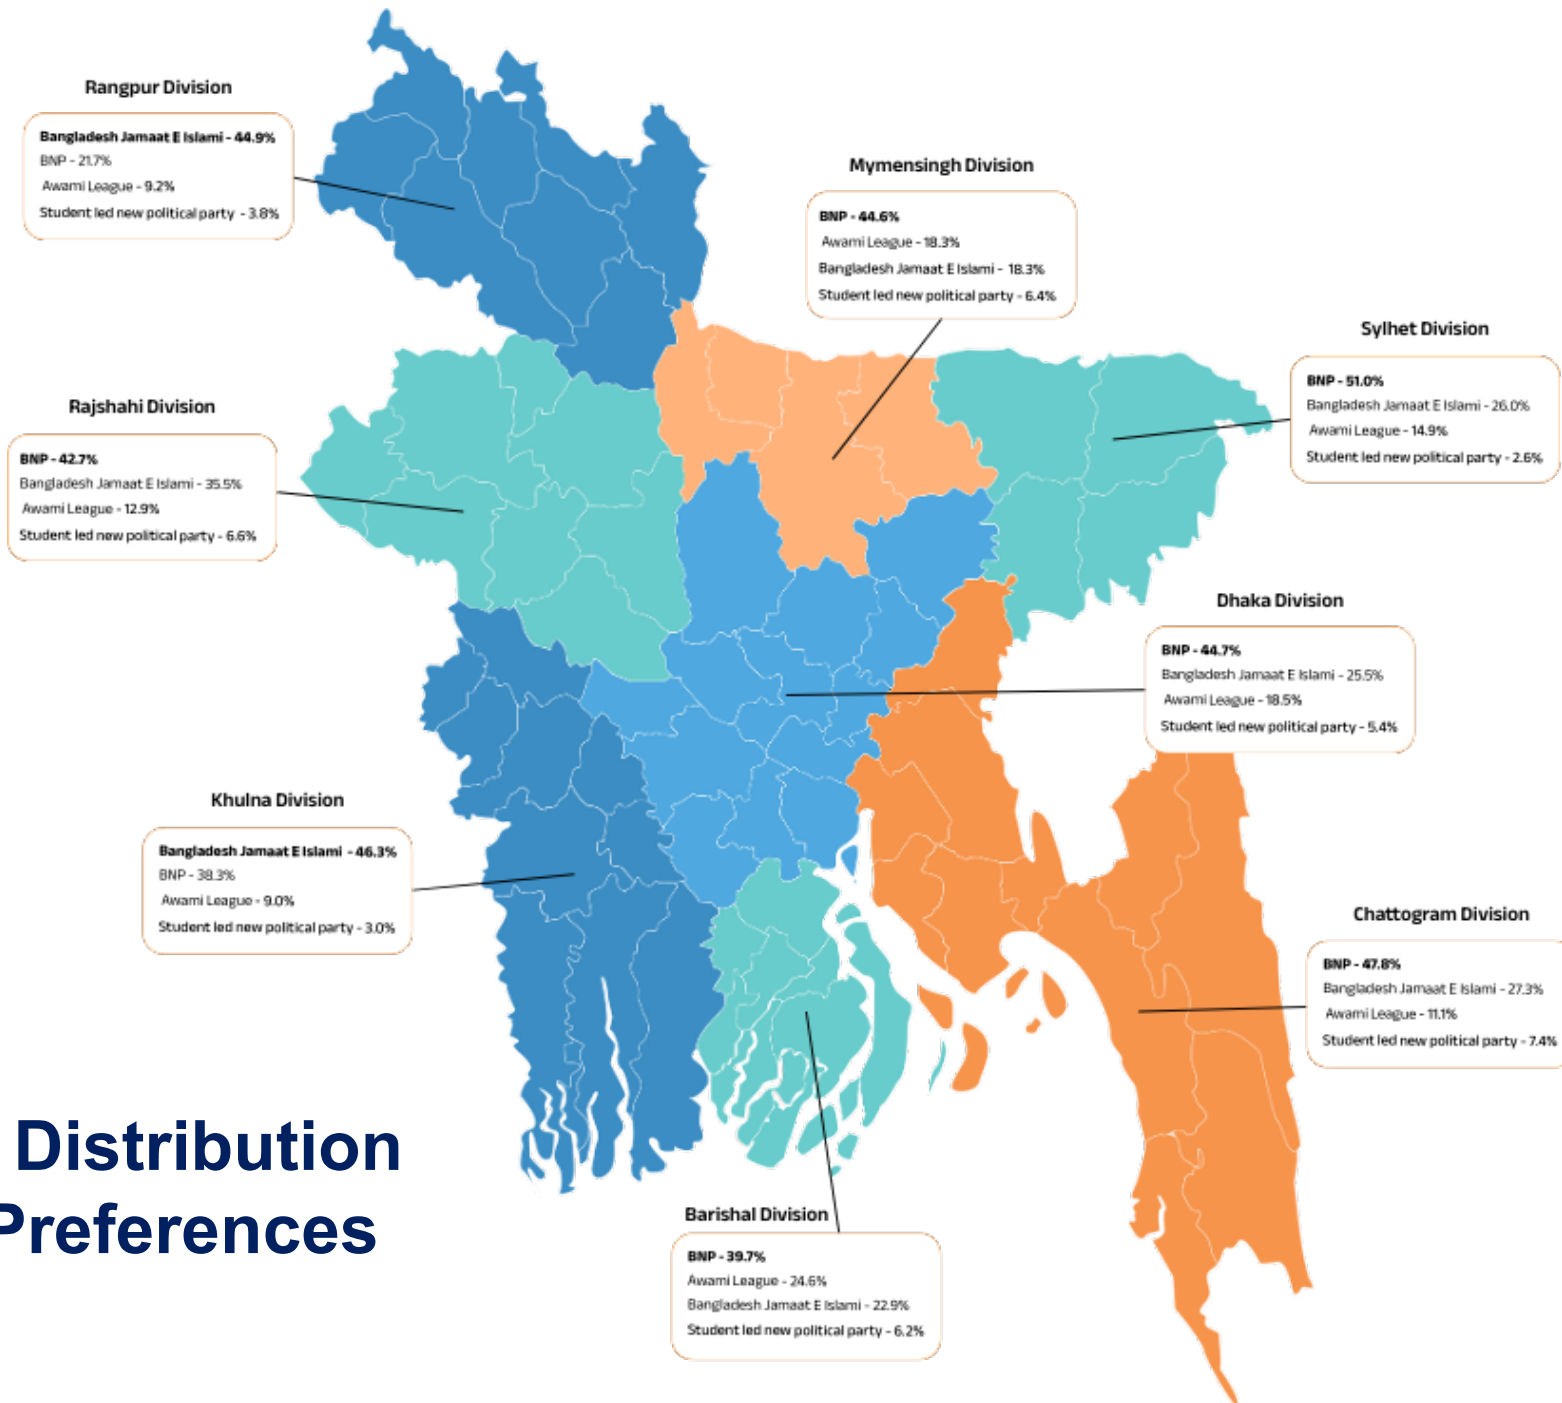 Rangpur Division
Bangladesh Jamaat E Islami - 44.9%
BNP - 21.7%
Awami League - 9.2%
Student led new political party - 3.8%
Mymensingh Division
BNP - 44.6%
Awami League - 18.3%
Bangladesh Jamaat E Islami - 18.3%
Student led new political party - 6.4%
Sylhet Division
BNP - 51.0%
Bangladesh Jamaat E Islami - 26.0%
Awami League - 14.9%
Student led new political party - 2.6%
Rajshahi Division
BNP - 42.7%
Bangladesh Jamaat E Islami - 35.5%
Awami League - 12.9%
Student led new political party - 6.6%
Dhaka Division
BNP - 44.7%
Bangladesh Jamaat E Islami - 25.5%
Awami League - 18.5%
Student led new political party - 5.4%
Khulna Division
Bangladesh Jamaat E Islami - 46.3%
BNP - 38.3%
Awami League - 9.0%
Student led new political party - 3.0%
Chattogram Division
BNP - 47.8%
Bangladesh Jamaat E Islami - 27.3%
Awami League - 11.1%
Student led new political party - 7.4%
Distribution
Preferences
Barishal Division
BNP - 39.7%
Awami League - 24.6%
Bangladesh Jamaat E Islami - 22.9%
Student led new political party - 6.2%